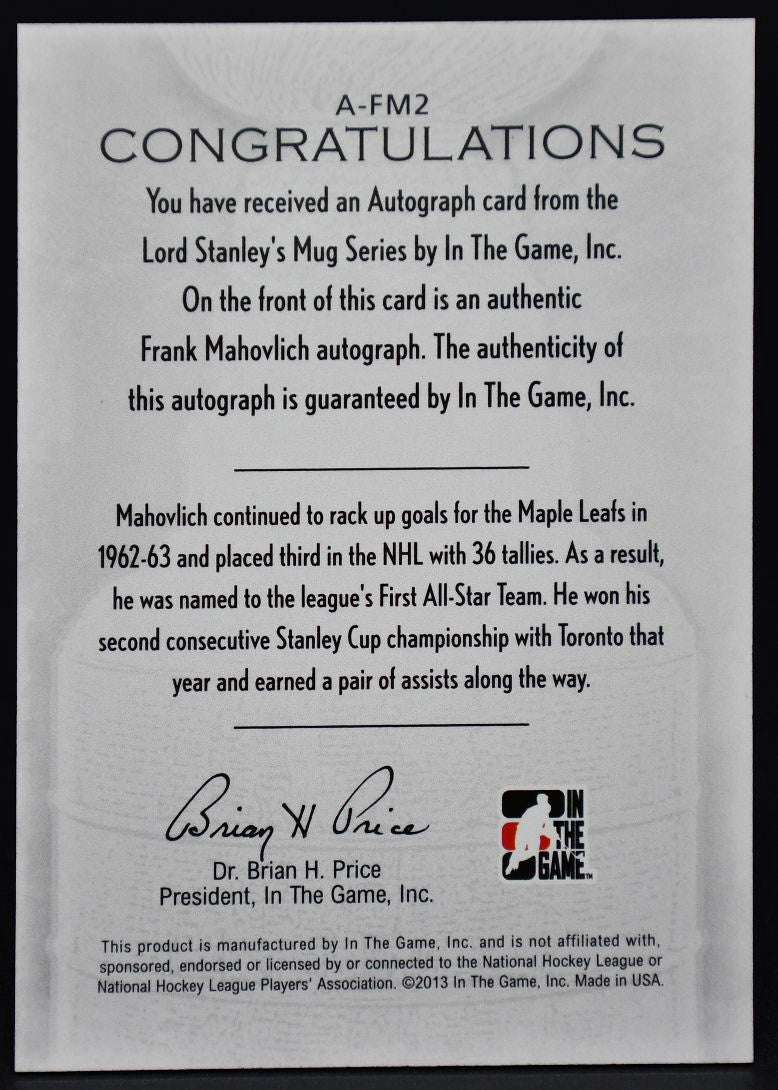 A-FM2
CONGRATULATIONS
You have received an Autograph card from the
Lord Stanley's Mug Series by In The Game, Inc.
On the front of this card is an authentic
Frank Mahovlich autograph. The authenticity of
this autograph is guaranteed by In The Game, Inc.
Mahovlich continued to rack up goals for the Maple Leafs in
1962-63 and placed third in the NHL with 36 tallies. As a result,
he was named to the league's First All-Star Team. He won his
second consecutive Stanley Cup championship with Toronto that
year and earned a pair of assists along the way.
Brian H Price
Dr. Brian H. Price
President, In The Game, Inc.
IN
THE
GAME™
This product is manufactured by In The Game, Inc. and is not affiliated with,
sponsored, endorsed or licensed by or connected to the National Hockey League or
National Hockey League Players' Association. ©2013 In The Game, Inc. Made in USA.